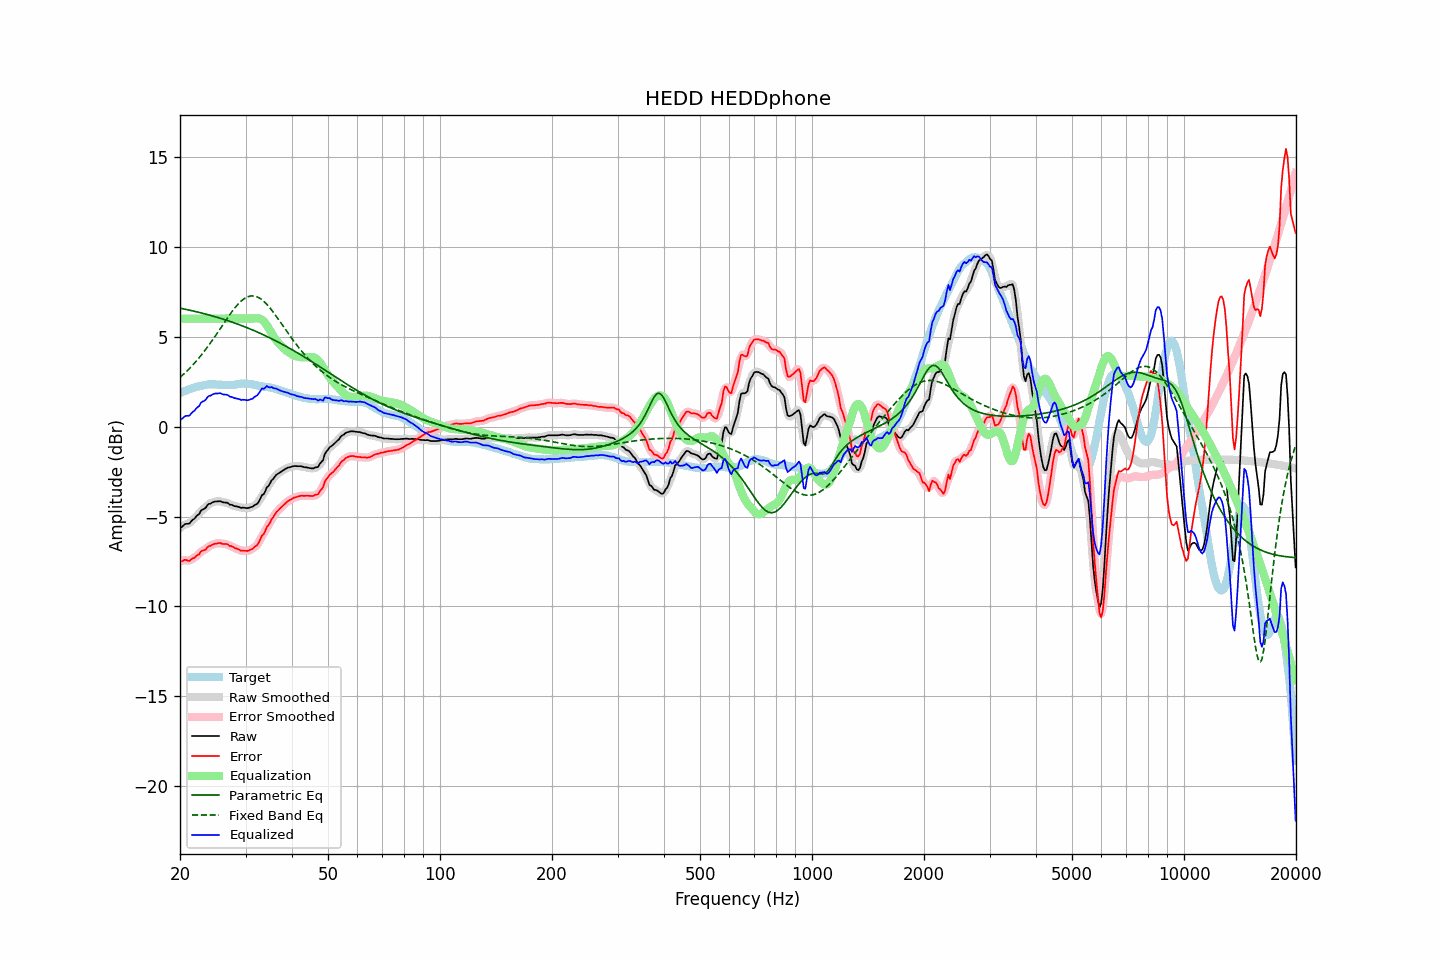 HEDD HEDDphone
15
10
5
0
−5
−10
−15
−20
Amplitude (dBr)
Target
Raw Smoothed
Error Smoothed
Raw
Error
Equalization
Parametric Eq
Fixed Band Eq
Equalized
20 50 100 200 500 1000 2000 5000 10000 20000
Frequency (Hz)